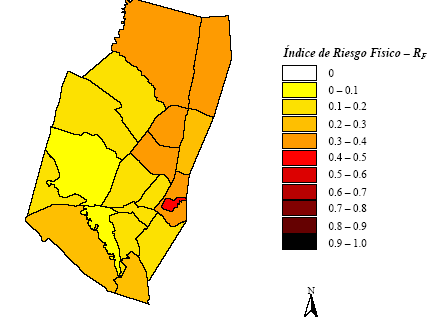 Índice de Riesgo Físico – RF
0
0 – 0.1
0.1 – 0.2
0.2 – 0.3
0.3 – 0.4
0.4 – 0.5
0.5 – 0.6
0.6 – 0.7
0.7 – 0.8
0.8 – 0.9
0.9 – 1.0
N